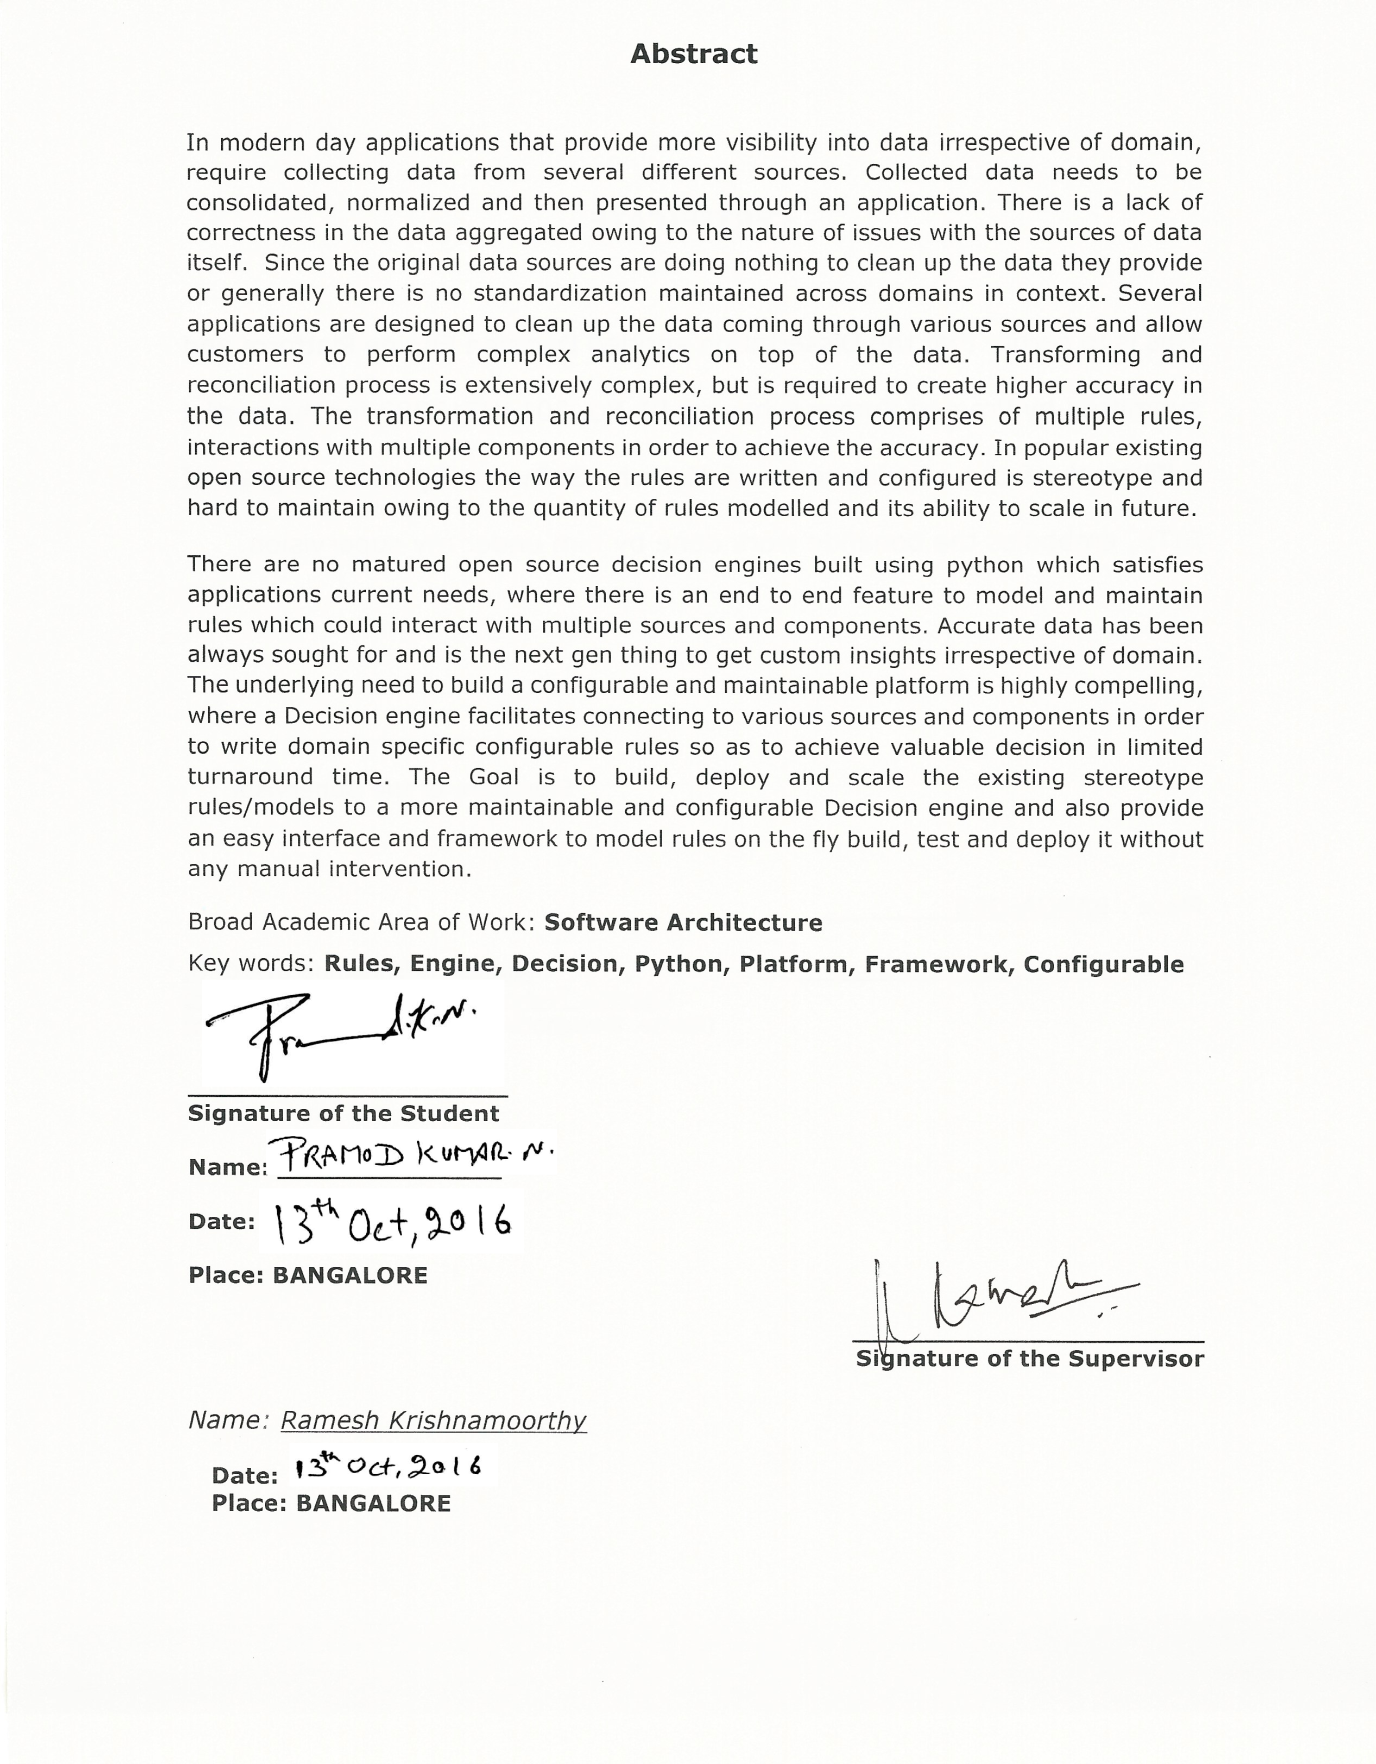 Abstract
In modern day applications that provide more visibility into data irrespective of domain,
require collecting data from several different sources. Collected data needs to be
consolidated, normalized and then presented through an application. There is a lack of
correctness in the data aggregated owing to the nature of issues with the sources of data
itself.  Since the original data sources are doing nothing to clean up the data they provide
or generally there is no standardization maintained across domains in context. Several
applications are designed to clean up the data coming through various sources and allow
customers to perform complex analytics on top of the data. Transforming and
reconciliation process is extensively complex, but is required to create higher accuracy in
the data. The transformation and reconciliation process comprises of multiple rules,
interactions with multiple components in order to achieve the accuracy. In popular existing
open source technologies the way the rules are written and configured is stereotype and
hard to maintain owing to the quantity of rules modelled and its ability to scale in future.
There are no matured open source decision engines built using python which satisfies
applications current needs, where there is an end to end feature to model and maintain
rules which could interact with multiple sources and components. Accurate data has been
always sought for and is the next gen thing to get custom insights irrespective of domain.
The underlying need to build a configurable and maintainable platform is highly compelling,
where a Decision engine facilitates connecting to various sources and components in order
to write domain specific configurable rules so as to achieve valuable decision in limited
turnaround time. The Goal is to build, deploy and scale the existing stereotype
rules/models to a more maintainable and configurable Decision engine and also provide
an easy interface and framework to model rules on the fly build, test and deploy it without
any manual intervention.
Broad Academic Area of Work: Software Architecture
Key words: Rules, Engine, Decision, Python, Platform, Framework, Configurable
Signature of the Student
Name: PRAMOD KUMAR. N.
Date: 13th Oct, 2016
Place: BANGALORE
Signature of the Supervisor
Name: Ramesh Krishnamoorthy
Date: 13th Oct, 2016
Place: BANGALORE